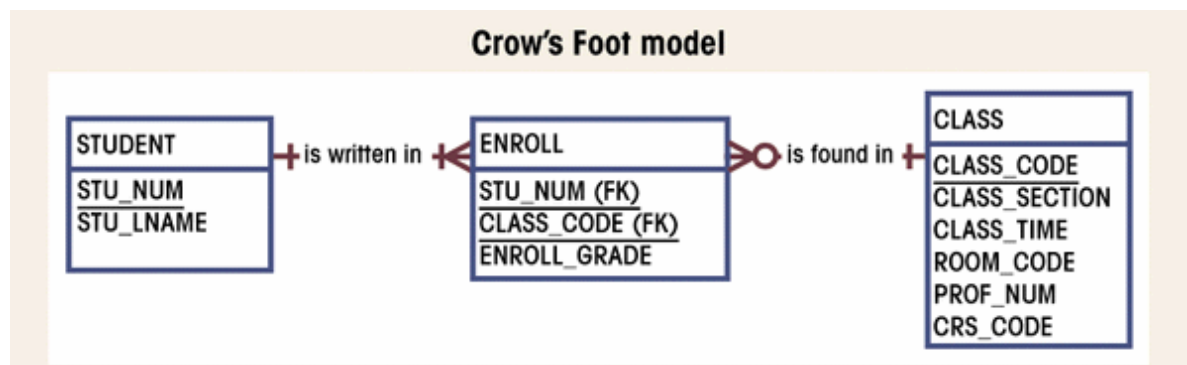 Crow's Foot model
STUDENT
STU_NUM
STU_LNAME
is written in
ENROLL
STU_NUM (FK)
CLASS_CODE (FK)
ENROLL_GRADE
is found in
CLASS
CLASS_CODE
CLASS_SECTION
CLASS_TIME
ROOM_CODE
PROF_NUM
CRS_CODE